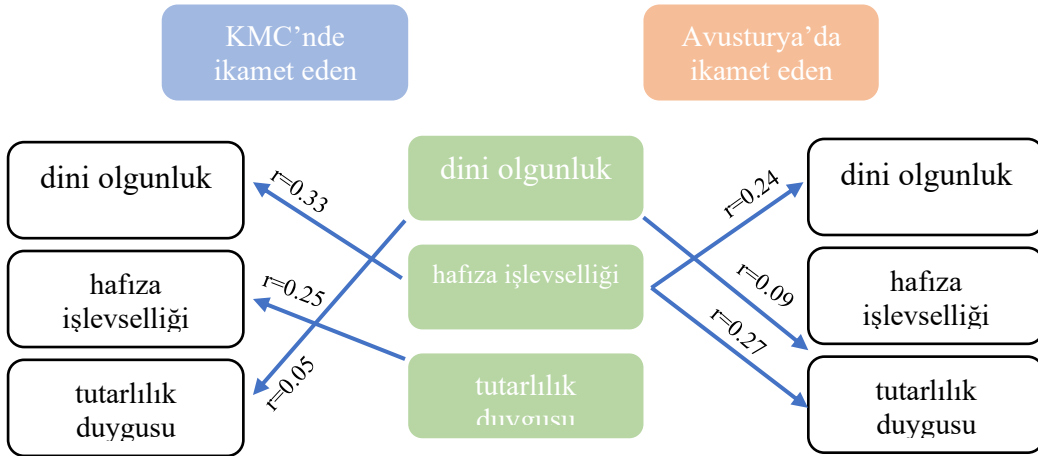 KMC’nde
ikamet eden
Avusturya’da
ikamet eden
dini olgunluk
hafıza
işlevselliği
tutarlılık
duygusu
r=0.33
r=0.25
r=0.05
dini olgunluk
hafıza işlevselliği
tutarlılık
duygusu
r=0.24
r=0.09
r=0.27
dini olgunluk
hafıza
işlevselliği
tutarlılık
duygusu